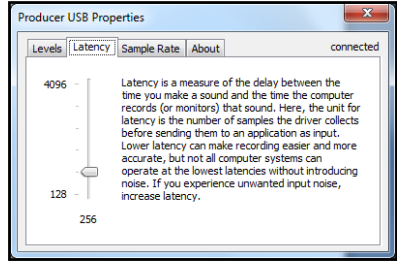 Producer USB Properties
Levels Latency Sample Rate About connected
4096
128
256
Latency is a measure of the delay between the
time you make a sound and the time the computer
records (or monitors) that sound. Here, the unit for
latency is the number of samples the driver collects
before sending them to an application as input.
Lower latency can make recording easier and more
accurate, but not all computer systems can
operate at the lowest latencies without introducing
noise. If you experience unwanted input noise,
increase latency.